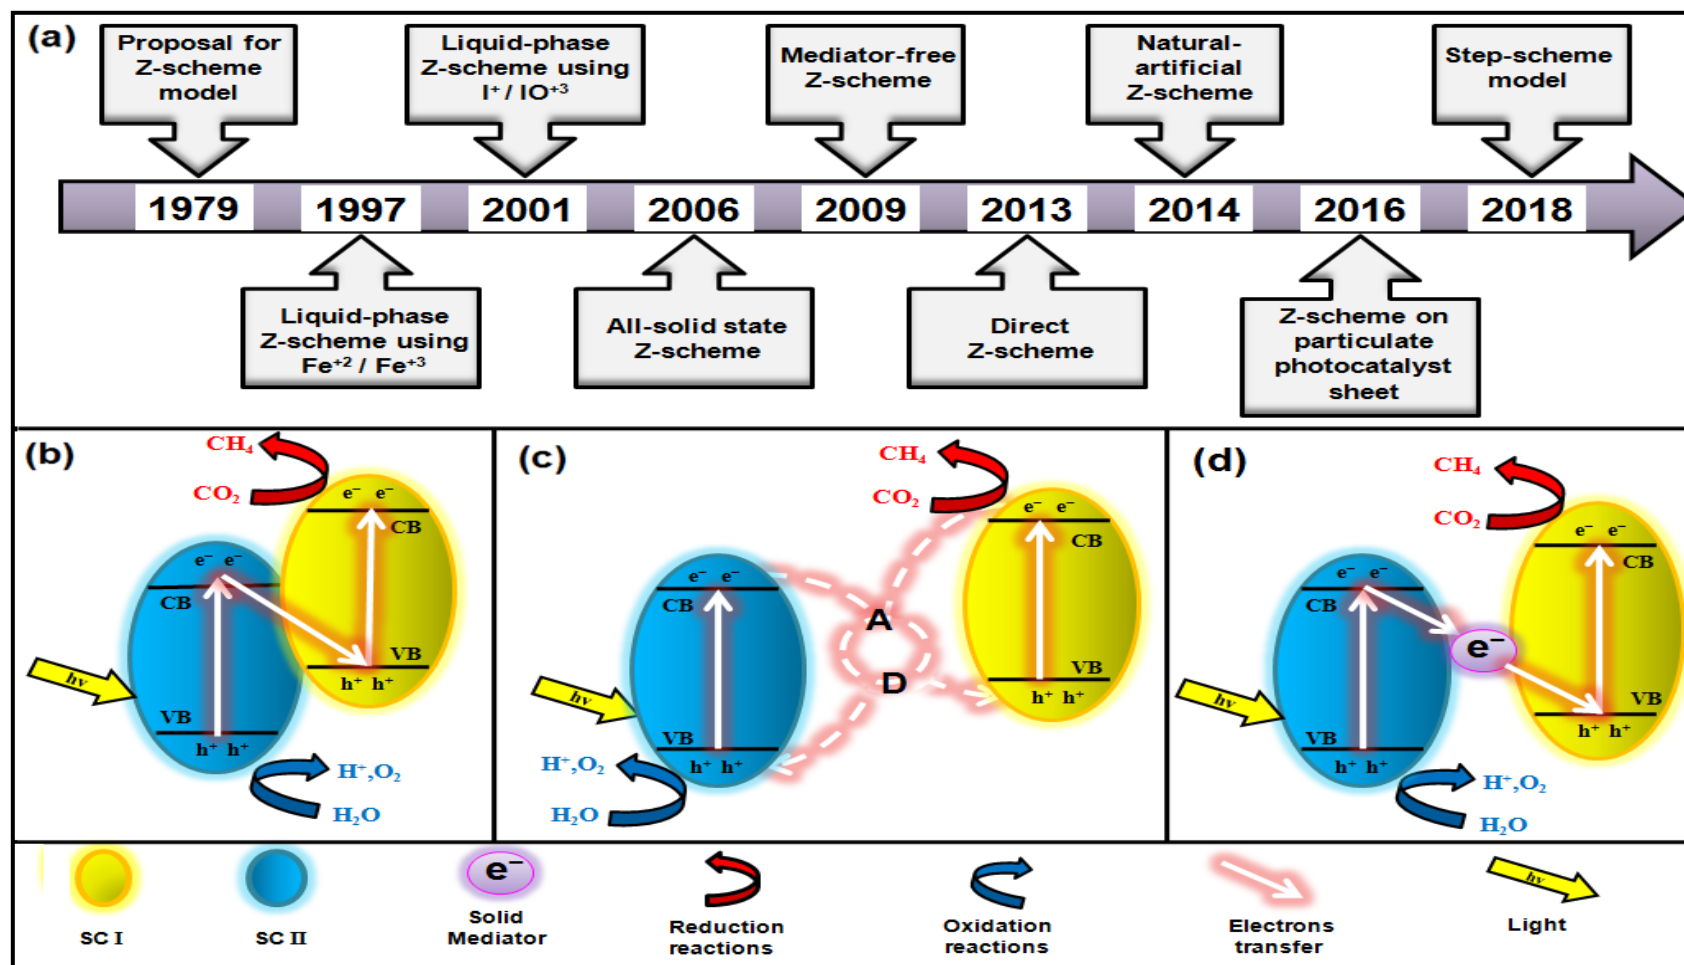 (a)
Proposal for
Z-scheme
model
Liquid-phase
Z-scheme using
I⁺ / IO⁺³
Mediator-free
Z-scheme
Natural-
artificial
Z-scheme
Step-scheme
model
1979 1997 2001 2006 2009 2013 2014 2016 2018
Liquid-phase
Z-scheme using
Fe⁺² / Fe⁺³
All-solid state
Z-scheme
Direct
Z-scheme
Z-scheme on
particulate
photocatalyst
sheet
(b)
CH₄
CO₂
e⁻ e⁻
CB
e⁻ e⁻
CB
VB
h⁺ h⁺
hv
VB
h⁺ h⁺
H⁺,O₂
H₂O
(c)
CH₄
CO₂
e⁻ e⁻
CB
e⁻ e⁻
CB
A
D
VB
h⁺ h⁺
hv
VB
h⁺ h⁺
H⁺,O₂
H₂O
(d)
CH₄
CO₂
e⁻ e⁻
CB
e⁻ e⁻
CB
e⁻
VB
h⁺ h⁺
hv
VB
h⁺ h⁺
H⁺,O₂
H₂O
SC I
SC II
e⁻
Solid
Mediator
Reduction
reactions
Oxidation
reactions
Electrons
transfer
hv
Light